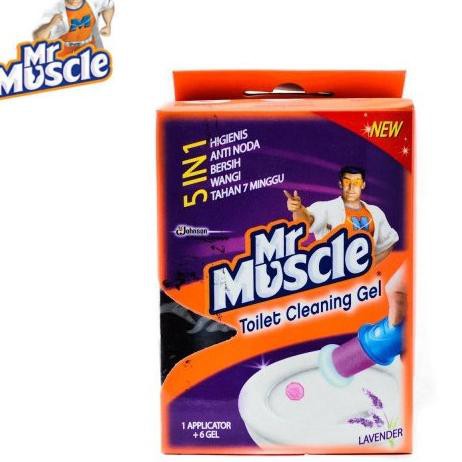 Mr
Muscle
NEW
5 IN 1
HIGIENIS
ANTI NODA
BERSIH
WANGI
TAHAN 7 MINGGU
Johnson
Mr
Muscle
Toilet Cleaning Gel
1 APPLICATOR
+ 6 GEL
LAVENDER